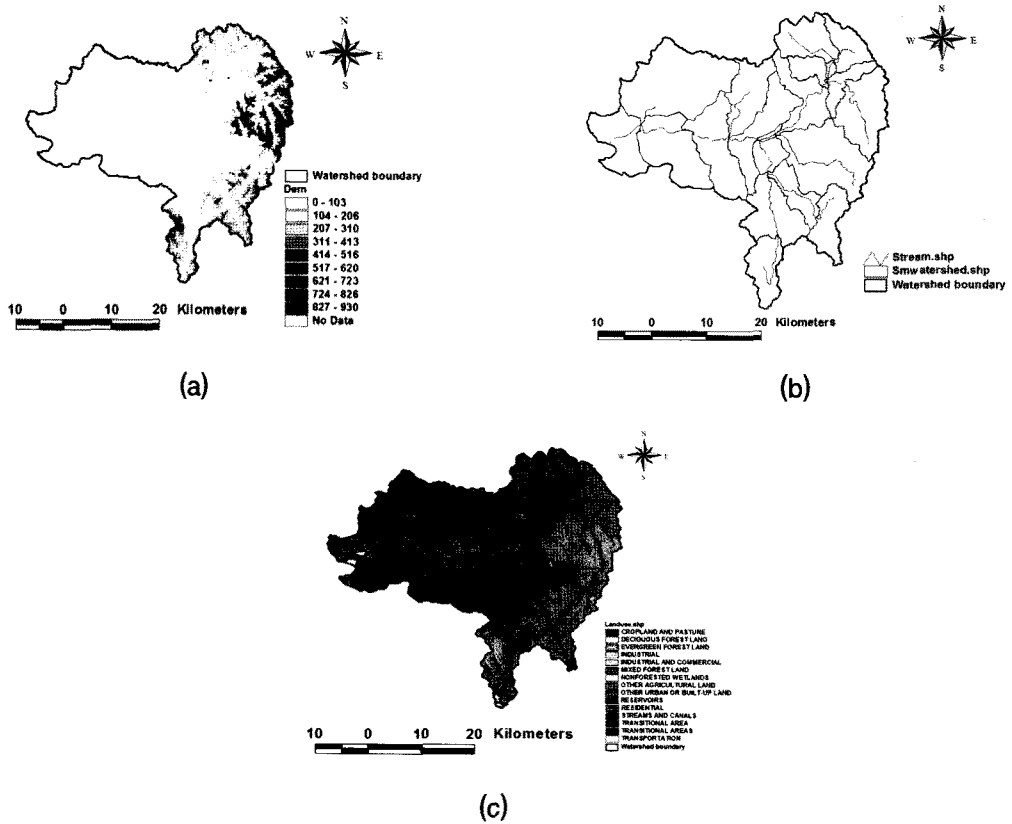 N
W E
S
Watershed boundary
Dem
0 - 103
104 - 206
207 - 310
311 - 413
414 - 516
517 - 620
621 - 723
724 - 826
827 - 930
No Data
10 0 10 20 Kilometers
(a)
N
W E
S
Stream.shp
Smwatershed.shp
Watershed boundary
10 0 10 20 Kilometers
(b)
N
W E
S
Landuse.shp
CROPLAND AND PASTURE
DECIDUOUS FOREST LAND
EVERGREEN FOREST LAND
INDUSTRIAL
INDUSTRIAL AND COMMERCIAL
MIXED FOREST LAND
NONFORESTED WETLANDS
OTHER AGRICULTURAL LAND
OTHER URBAN OR BUILT-UP LAND
RESERVOIRS
RESIDENTIAL
STREAMS AND CANALS
TRANSITIONAL AREA
TRANSITIONAL AREAS
TRANSPORTATION
Watershed boundary
10 0 10 20 Kilometers
(c)